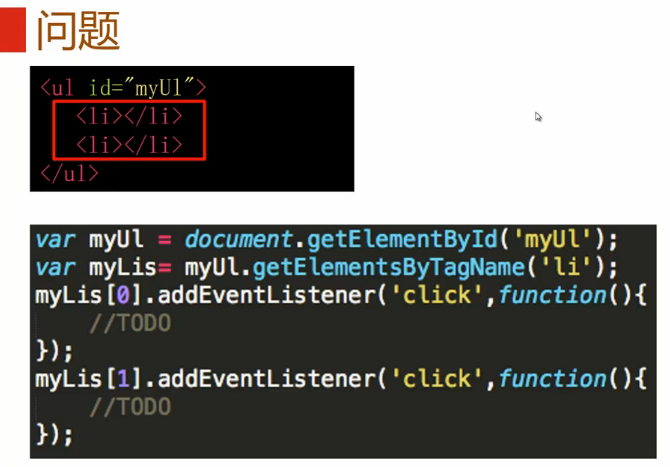 问题
<ul id="myUl">
<li></li>
<li></li>
</ul>
var myUl = document.getElementById('myUl');
var myLis= myUl.getElementsByTagName('li');
myLis[0].addEventListener('click',function(){
//TODO
});
myLis[1].addEventListener('click',function(){
//TODO
});